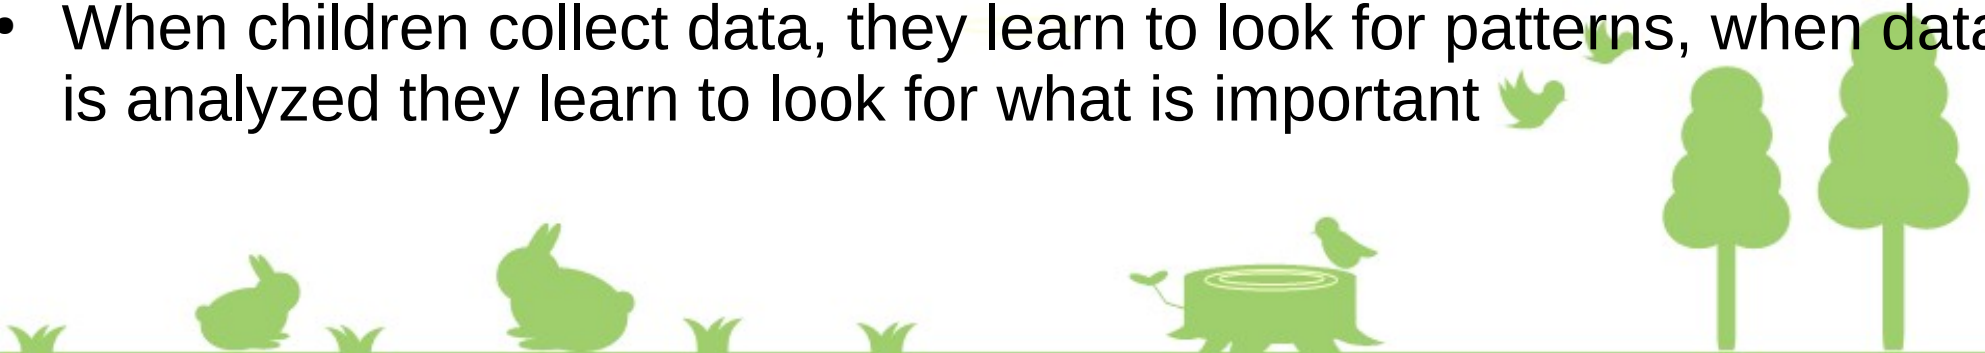 • When children collect data, they learn to look for patterns, when data
is analyzed they learn to look for what is important